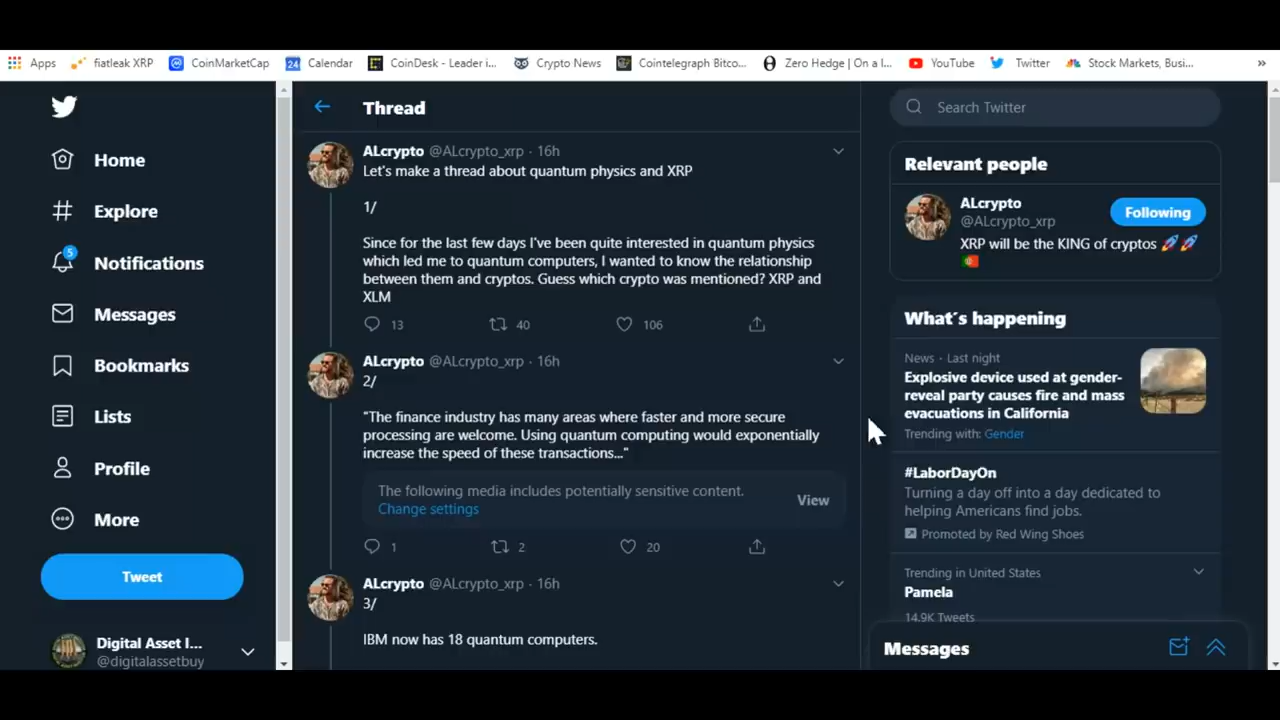 Apps
fiatleak XRP
CoinMarketCap
24
Calendar
CoinDesk - Leader i...
Crypto News
Cointelegraph Bitco...
Zero Hedge | On a l...
YouTube
Twitter
Stock Markets, Busi...
»
Home
Explore
5
Notifications
Messages
Bookmarks
Lists
Profile
More
Tweet
Digital Asset I...
@digitalassetbuy
Thread
ALcrypto @ALcrypto_xrp · 16h
Let's make a thread about quantum physics and XRP
1/
Since for the last few days I've been quite interested in quantum physics
which led me to quantum computers, I wanted to know the relationship
between them and cryptos. Guess which crypto was mentioned? XRP and
XLM
13
40
106
ALcrypto @ALcrypto_xrp · 16h
2/
"The finance industry has many areas where faster and more secure
processing are welcome. Using quantum computing would exponentially
increase the speed of these transactions..."
The following media includes potentially sensitive content.
Change settings
View
1
2
20
ALcrypto @ALcrypto_xrp · 16h
3/
IBM now has 18 quantum computers.
Search Twitter
Relevant people
ALcrypto
@ALcrypto_xrp
Following
XRP will be the KING of cryptos 🚀🚀
🇵🇹
What´s happening
News · Last night
Explosive device used at gender-
reveal party causes fire and mass
evacuations in California
Trending with: Gender
#LaborDayOn
Turning a day off into a day dedicated to
helping Americans find jobs.
Promoted by Red Wing Shoes
Trending in United States
Pamela
14.9K Tweets
Messages